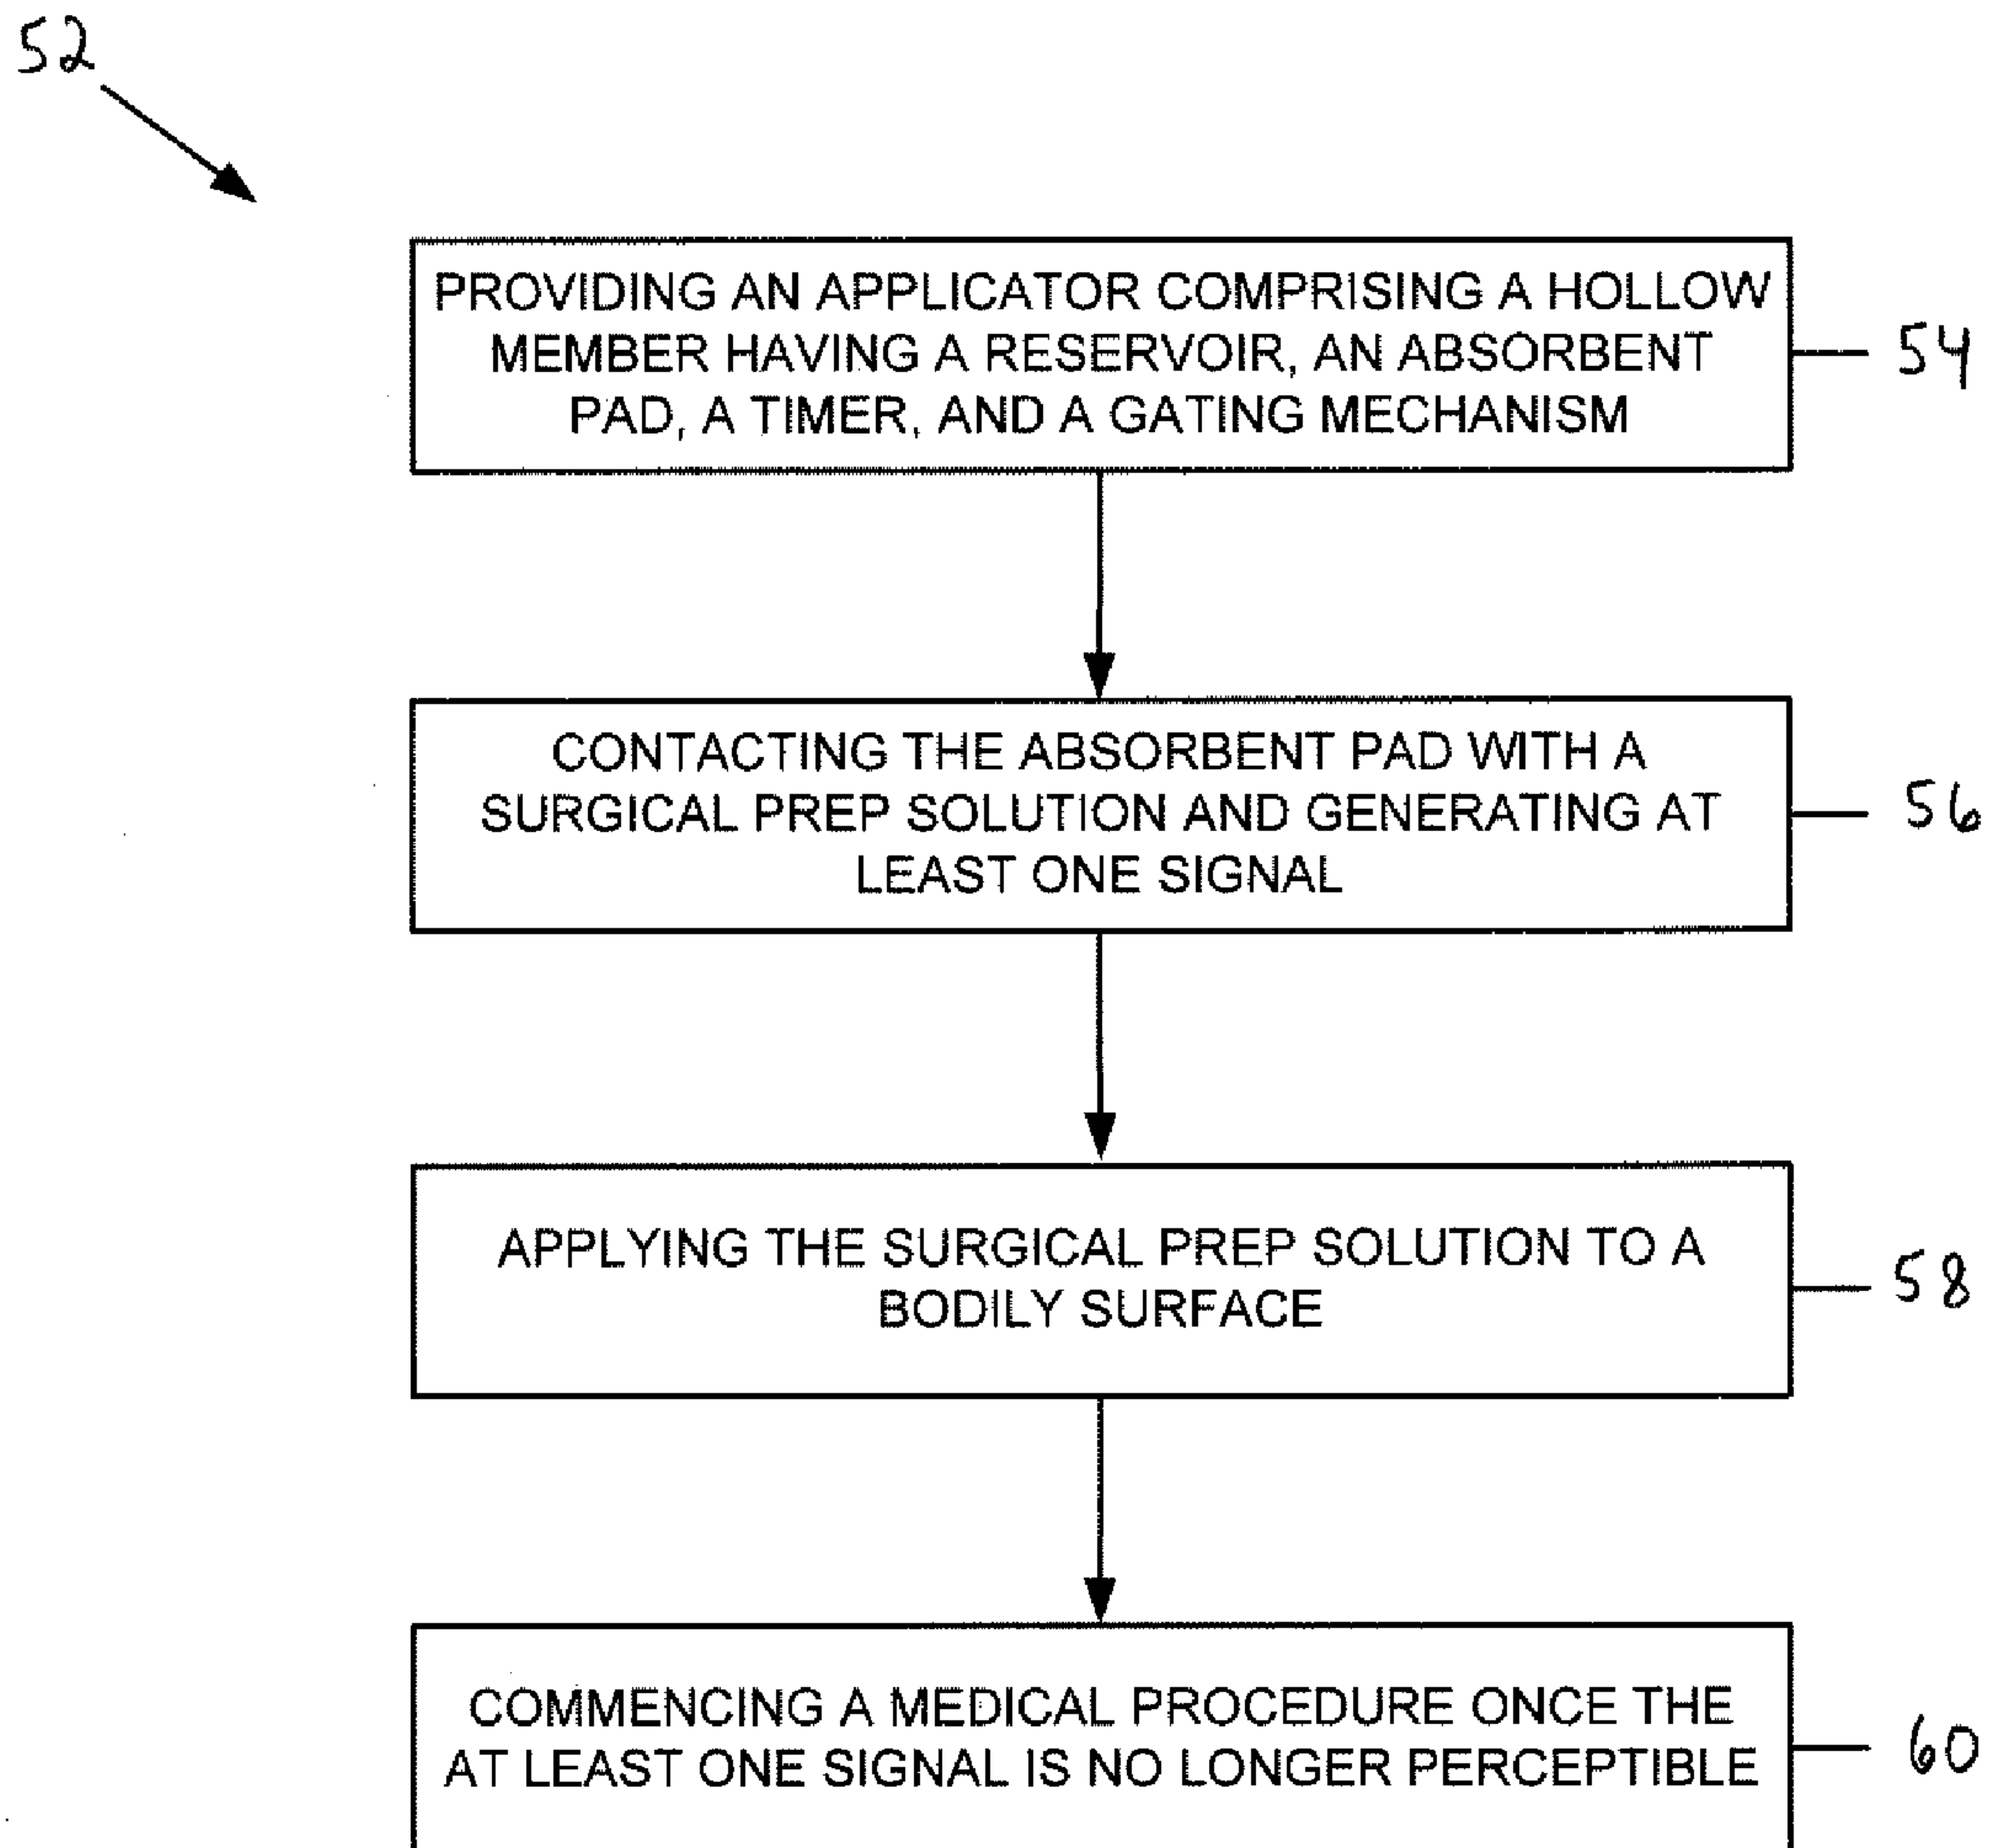 52
PROVIDING AN APPLICATOR COMPRISING A HOLLOW
MEMBER HAVING A RESERVOIR, AN ABSORBENT
PAD, A TIMER, AND A GATING MECHANISM
54
CONTACTING THE ABSORBENT PAD WITH A
SURGICAL PREP SOLUTION AND GENERATING AT
LEAST ONE SIGNAL
56
APPLYING THE SURGICAL PREP SOLUTION TO A
BODILY SURFACE
58
COMMENCING A MEDICAL PROCEDURE ONCE THE
AT LEAST ONE SIGNAL IS NO LONGER PERCEPTIBLE
60